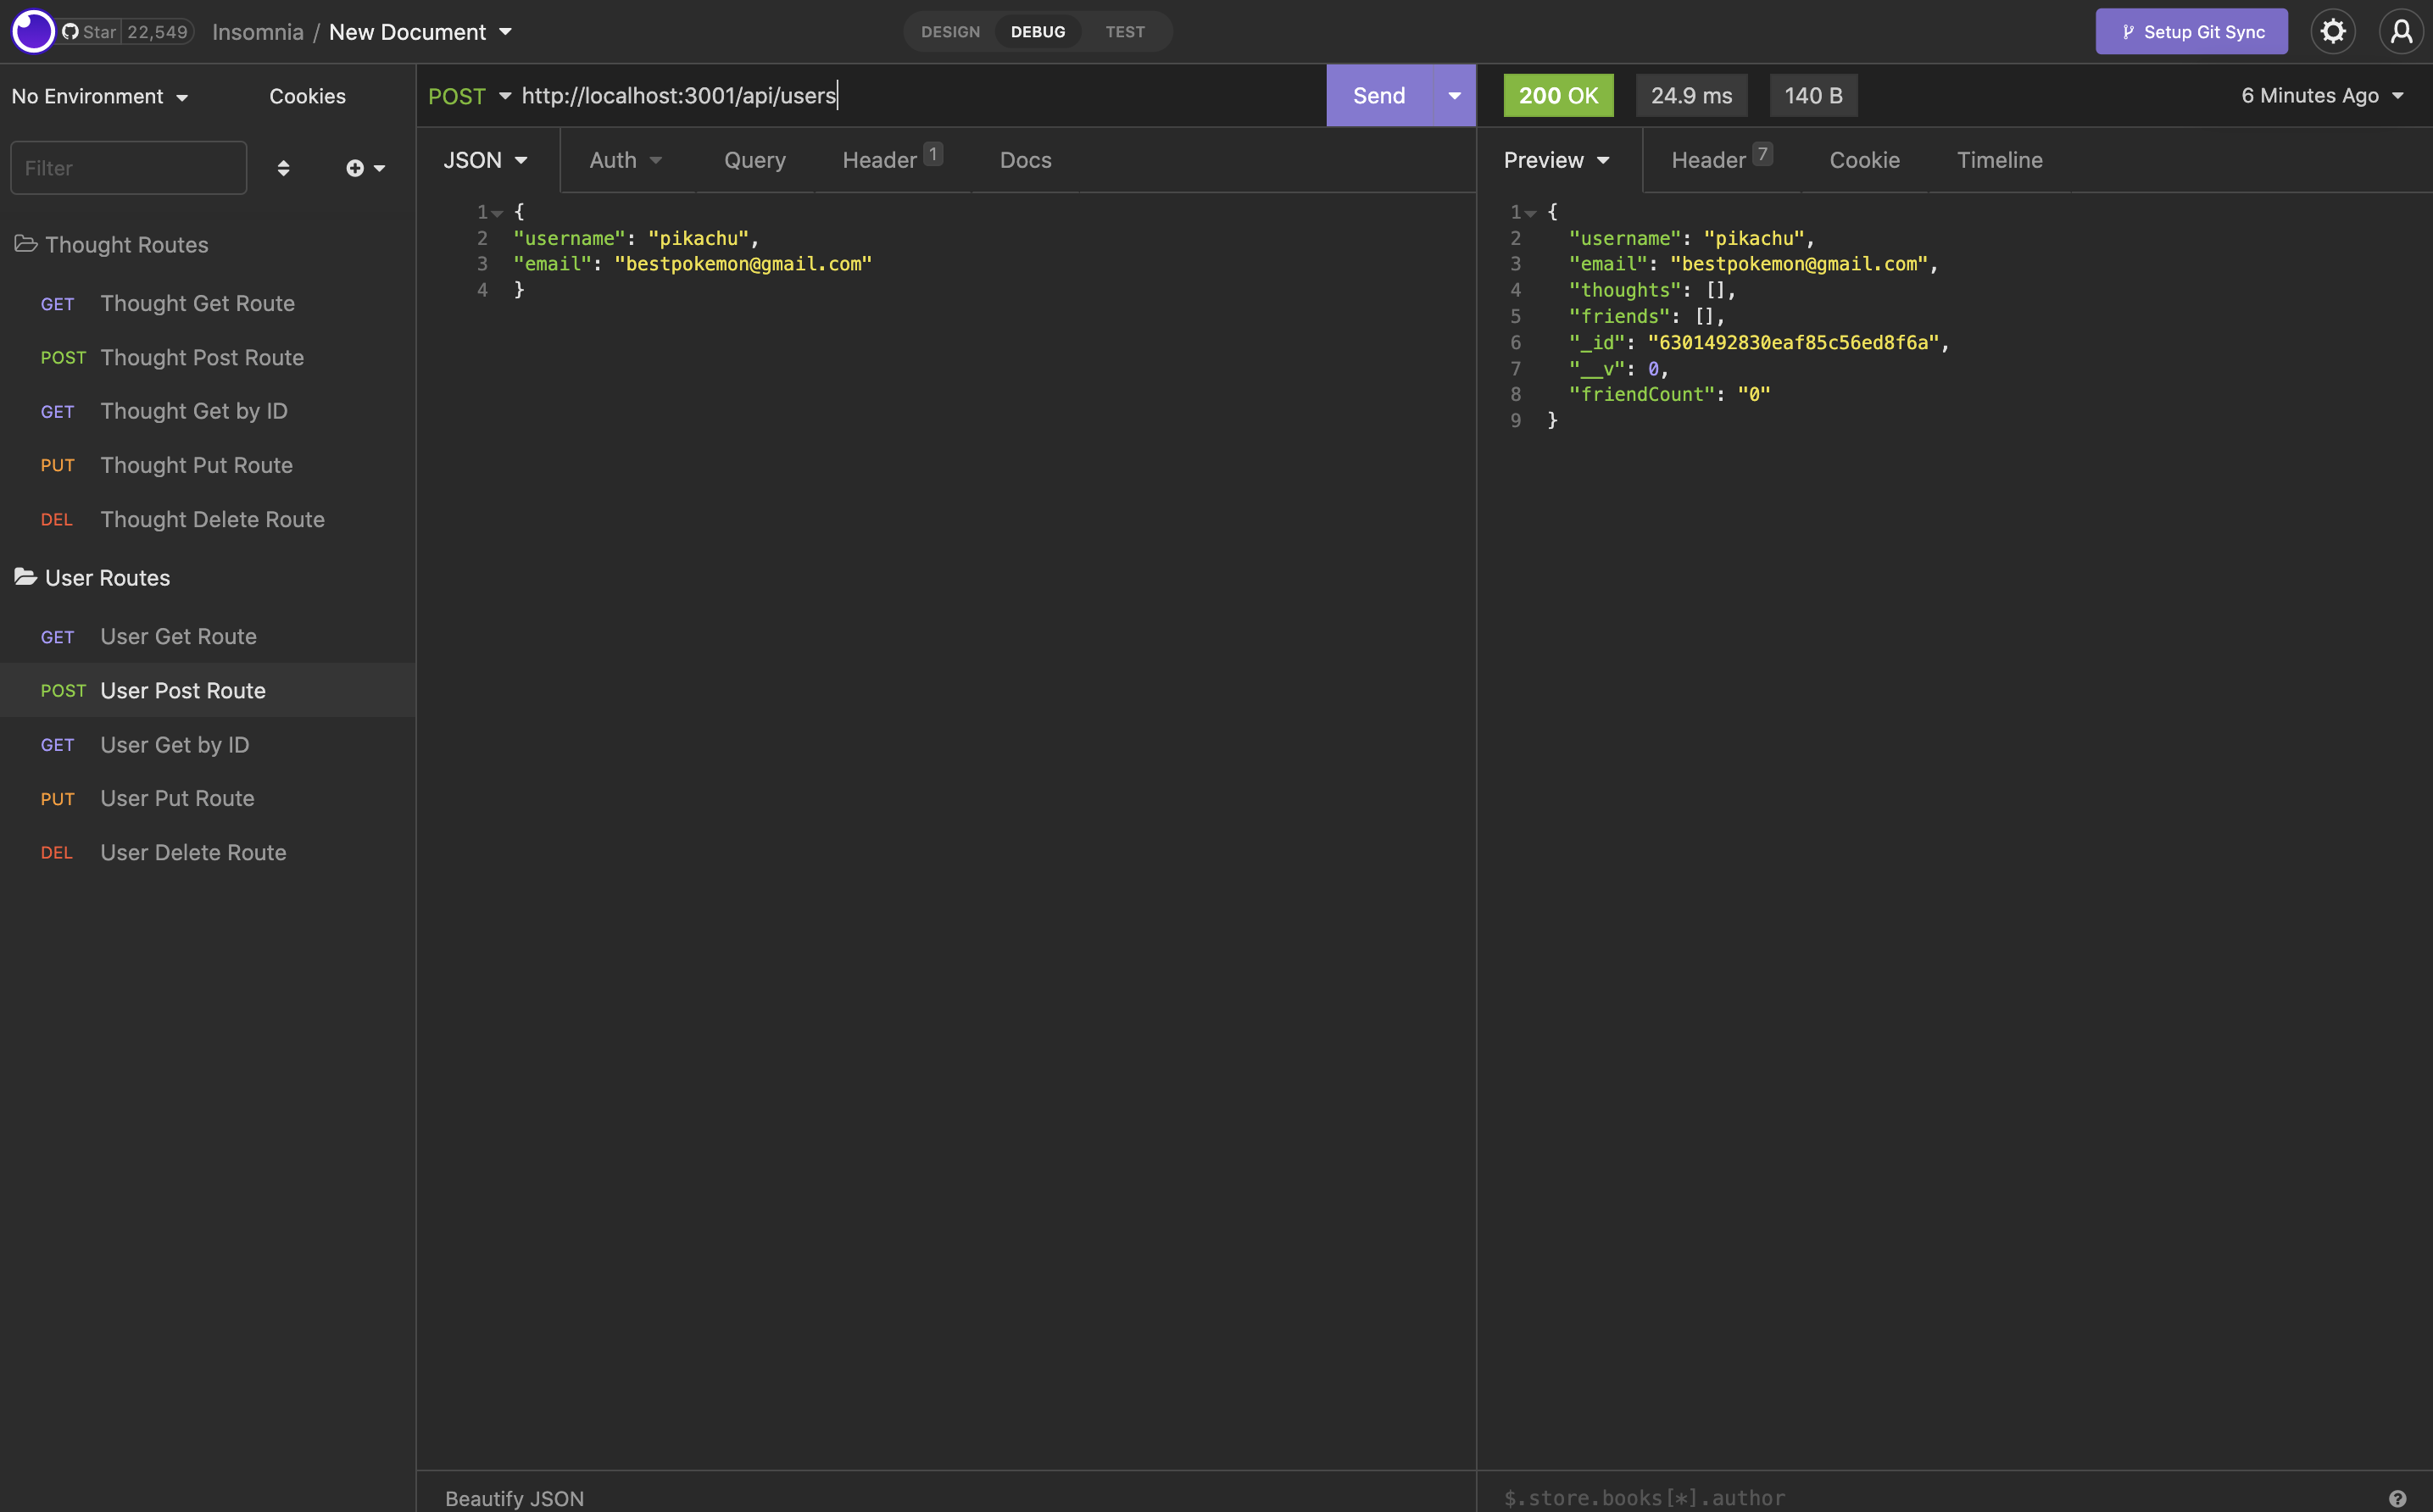 Star 22,549 Insomnia / New Document
DESIGN DEBUG TEST
Setup Git Sync
No Environment Cookies
Filter
Thought Routes
GET Thought Get Route
POST Thought Post Route
GET Thought Get by ID
PUT Thought Put Route
DEL Thought Delete Route
User Routes
GET User Get Route
POST User Post Route
GET User Get by ID
PUT User Put Route
DEL User Delete Route
POST http://localhost:3001/api/users Send
JSON Auth Query Header 1 Docs
1 {
2 "username": "pikachu",
3 "email": "bestpokemon@gmail.com"
4 }
Beautify JSON
200 OK 24.9 ms 140 B 6 Minutes Ago
Preview Header 7 Cookie Timeline
1 {
2 "username": "pikachu",
3 "email": "bestpokemon@gmail.com",
4 "thoughts": [],
5 "friends": [],
6 "_id": "6301492830eaf85c56ed8f6a",
7 "__v": 0,
8 "friendCount": "0"
9 }
$.store.books[*].author